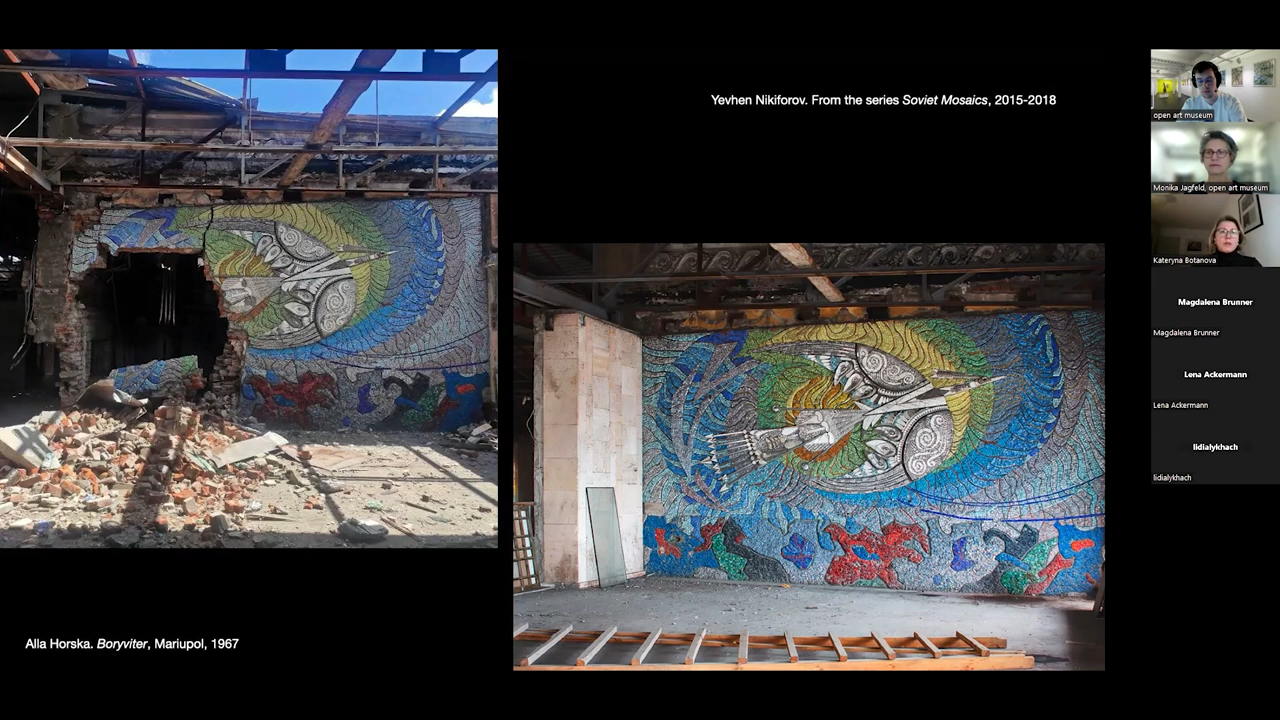 Yevhen Nikiforov. From the series Soviet Mosaics, 2015-2018
Alla Horska. Boryviter, Mariupol, 1967
open art museum
Monika Jagfeld, open art museum
Kateryna Botanova
Magdalena Brunner
Magdalena Brunner
Lena Ackermann
Lena Ackermann
lidialykhach
lidialykhach